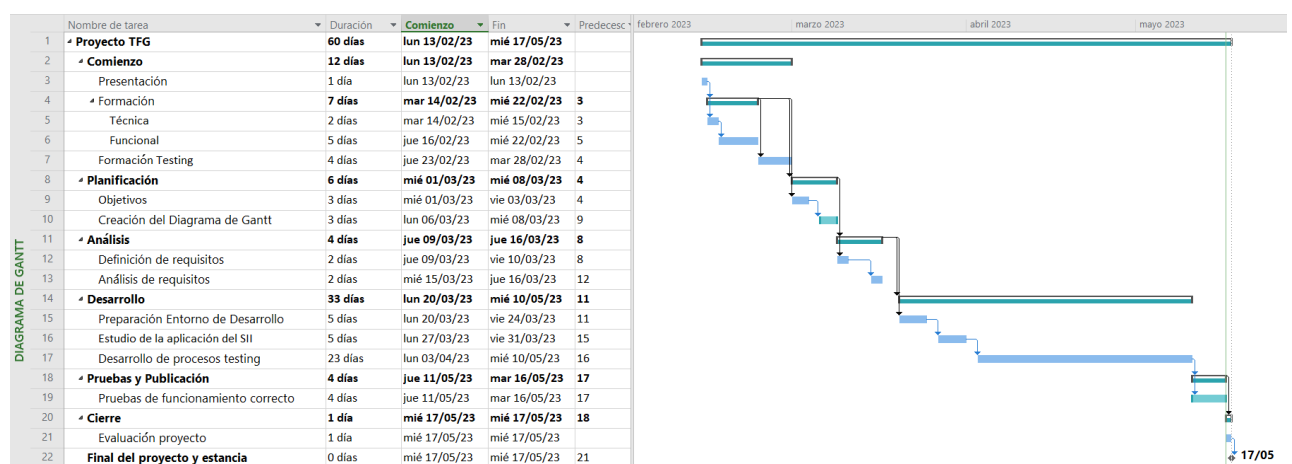 Nombre de tarea Duración Comienzo Fin Predecesc febrero 2023 marzo 2023 abril 2023 mayo 2023
1 Proyecto TFG 60 días lun 13/02/23 mié 17/05/23
2 Comienzo 12 días lun 13/02/23 mar 28/02/23
3 Presentación 1 día lun 13/02/23 lun 13/02/23
4 Formación 7 días mar 14/02/23 mié 22/02/23 3
5 Técnica 2 días mar 14/02/23 mié 15/02/23 3
6 Funcional 5 días jue 16/02/23 mié 22/02/23 5
7 Formación Testing 4 días jue 23/02/23 mar 28/02/23 4
8 Planificación 6 días mié 01/03/23 mié 08/03/23 4
9 Objetivos 3 días mié 01/03/23 vie 03/03/23 4
10 Creación del Diagrama de Gantt 3 días lun 06/03/23 mié 08/03/23 9
11 Análisis 4 días jue 09/03/23 jue 16/03/23 8
12 Definición de requisitos 2 días jue 09/03/23 vie 10/03/23 8
13 Análisis de requisitos 2 días mié 15/03/23 jue 16/03/23 12
14 Desarrollo 33 días lun 20/03/23 mié 10/05/23 11
15 Preparación Entorno de Desarrollo 5 días lun 20/03/23 vie 24/03/23 11
16 Estudio de la aplicación del SII 5 días lun 27/03/23 vie 31/03/23 15
17 Desarrollo de procesos testing 23 días lun 03/04/23 mié 10/05/23 16
18 Pruebas y Publicación 4 días jue 11/05/23 mar 16/05/23 17
19 Pruebas de funcionamiento correcto 4 días jue 11/05/23 mar 16/05/23 17
20 Cierre 1 día mié 17/05/23 mié 17/05/23 18
21 Evaluación proyecto 1 día mié 17/05/23 mié 17/05/23
22 Final del proyecto y estancia 0 días mié 17/05/23 mié 17/05/23 21 17/05
DIAGRAMA DE GANTT